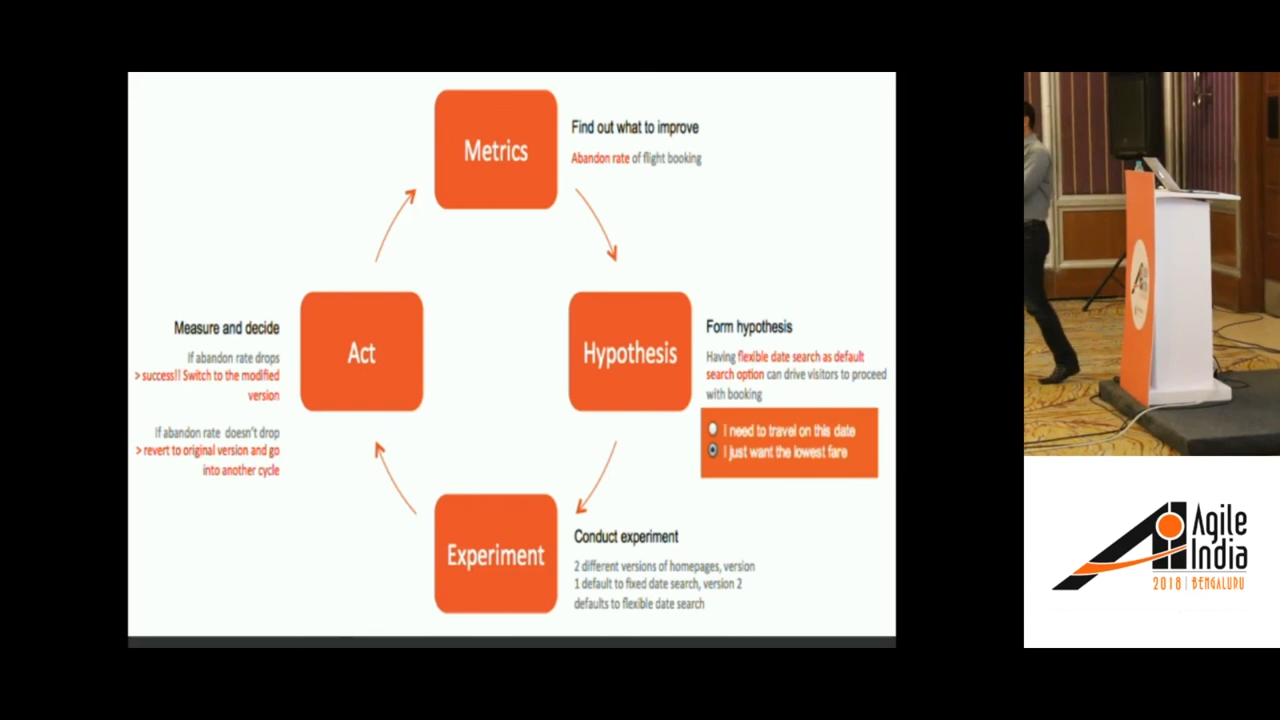 Metrics
Find out what to improve
Abandon rate of flight booking
Hypothesis
Form hypothesis
Having flexible date search as default
search option can drive visitors to proceed
with booking
I need to travel on this date
I just want the lowest fare
Experiment
Conduct experiment
2 different versions of homepages, version
1 default to fixed date search, version 2
defaults to flexible date search
Act
Measure and decide
If abandon rate drops
> success!! Switch to the modified
version
If abandon rate doesn't drop
> revert to original version and go
into another cycle
Agile
India
2018 | BENGALURU